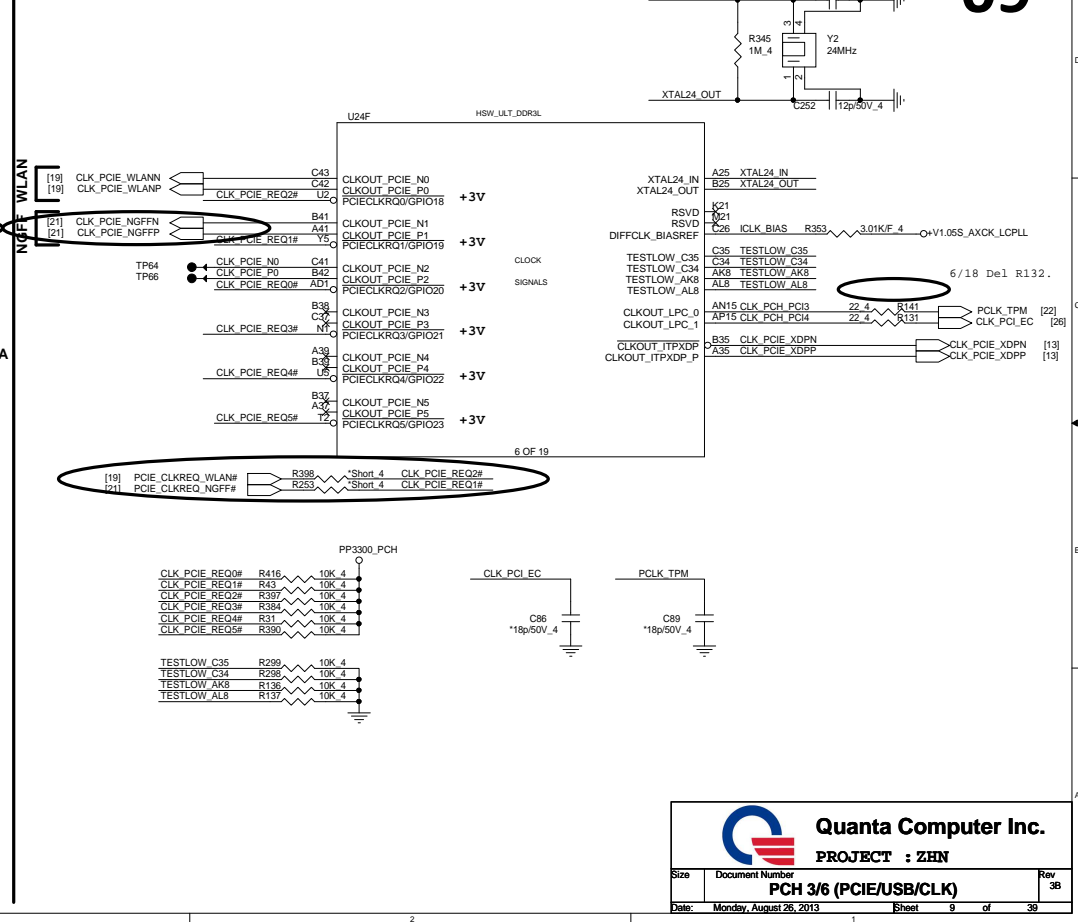 09
R345
1M_4
3
4
Y2
24MHz
1
2
XTAL24_OUT
C252
12p/50V_4
U24F
HSW_ULT_DDR3L
NGFF WLAN
[19] CLK_PCIE_WLANN
[19] CLK_PCIE_WLANP
CLK_PCIE_REQ2#
C43
C42
U2
CLKOUT_PCIE_N0
CLKOUT_PCIE_P0
PCIECLKRQ0/GPIO18
+3V
[21] CLK_PCIE_NGFFN
[21] CLK_PCIE_NGFFP
CLK_PCIE_REQ1#
B41
A41
Y5
CLKOUT_PCIE_N1
CLKOUT_PCIE_P1
PCIECLKRQ1/GPIO19
+3V
TP64 CLK_PCIE_N0
TP66 CLK_PCIE_P0
CLK_PCIE_REQ0#
C41
B42
AD1
CLKOUT_PCIE_N2
CLKOUT_PCIE_P2
PCIECLKRQ2/GPIO20
+3V
CLK_PCIE_REQ3#
B38
C37
N1
CLKOUT_PCIE_N3
CLKOUT_PCIE_P3
PCIECLKRQ3/GPIO21
+3V
CLK_PCIE_REQ4#
A39
B39
U5
CLKOUT_PCIE_N4
CLKOUT_PCIE_P4
PCIECLKRQ4/GPIO22
+3V
CLK_PCIE_REQ5#
B37
A37
T2
CLKOUT_PCIE_N5
CLKOUT_PCIE_P5
PCIECLKRQ5/GPIO23
+3V
CLOCK
SIGNALS
XTAL24_IN A25 XTAL24_IN
XTAL24_OUT B25 XTAL24_OUT
RSVD K21
RSVD M21
DIFFCLK_BIASREF C26 ICLK_BIAS R353 3.01K/F_4 +V1.05S_AXCK_LCPLL
TESTLOW_C35 C35 TESTLOW_C35
TESTLOW_C34 C34 TESTLOW_C34
TESTLOW_AK8 AK8 TESTLOW_AK8
TESTLOW_AL8 AL8 TESTLOW_AL8
6/18 Del R132.
CLKOUT_LPC_0 AN15 CLK_PCH_PCI3 22_4 R141 PCLK_TPM [22]
CLKOUT_LPC_1 AP15 CLK_PCH_PCI4 22_4 R131 CLK_PCI_EC [26]
CLKOUT_ITPXDP B35 CLK_PCIE_XDPN CLK_PCIE_XDPN [13]
CLKOUT_ITPXDP_P A35 CLK_PCIE_XDPP CLK_PCIE_XDPP [13]
6 OF 19
[19] PCIE_CLKREQ_WLAN# R398 *Short_4 CLK_PCIE_REQ2#
[21] PCIE_CLKREQ_NGFF# R253 *Short_4 CLK_PCIE_REQ1#
PP3300_PCH
CLK_PCIE_REQ0# R416 10K_4
CLK_PCIE_REQ1# R43 10K_4
CLK_PCIE_REQ2# R397 10K_4
CLK_PCIE_REQ3# R384 10K_4
CLK_PCIE_REQ4# R31 10K_4
CLK_PCIE_REQ5# R390 10K_4
CLK_PCI_EC
C86
*18p/50V_4
PCLK_TPM
C89
*18p/50V_4
TESTLOW_C35 R299 10K_4
TESTLOW_C34 R298 10K_4
TESTLOW_AK8 R136 10K_4
TESTLOW_AL8 R137 10K_4
A
Quanta Computer Inc.
PROJECT : ZHN
Size Document Number Rev
PCH 3/6 (PCIE/USB/CLK) 3B
Date: Monday, August 26, 2013 Sheet 9 of 39
2 1